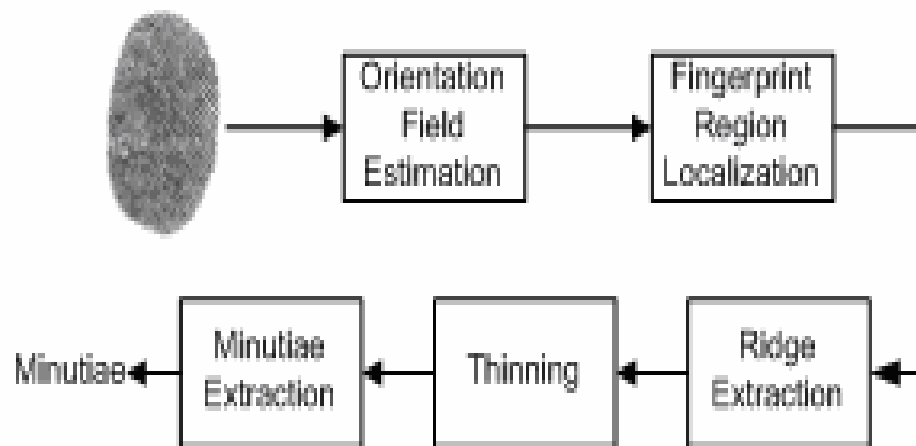 Orientation
Field
Estimation
Fingerprint
Region
Localization
Ridge
Extraction
Thinning
Minutiae
Extraction
Minutiae